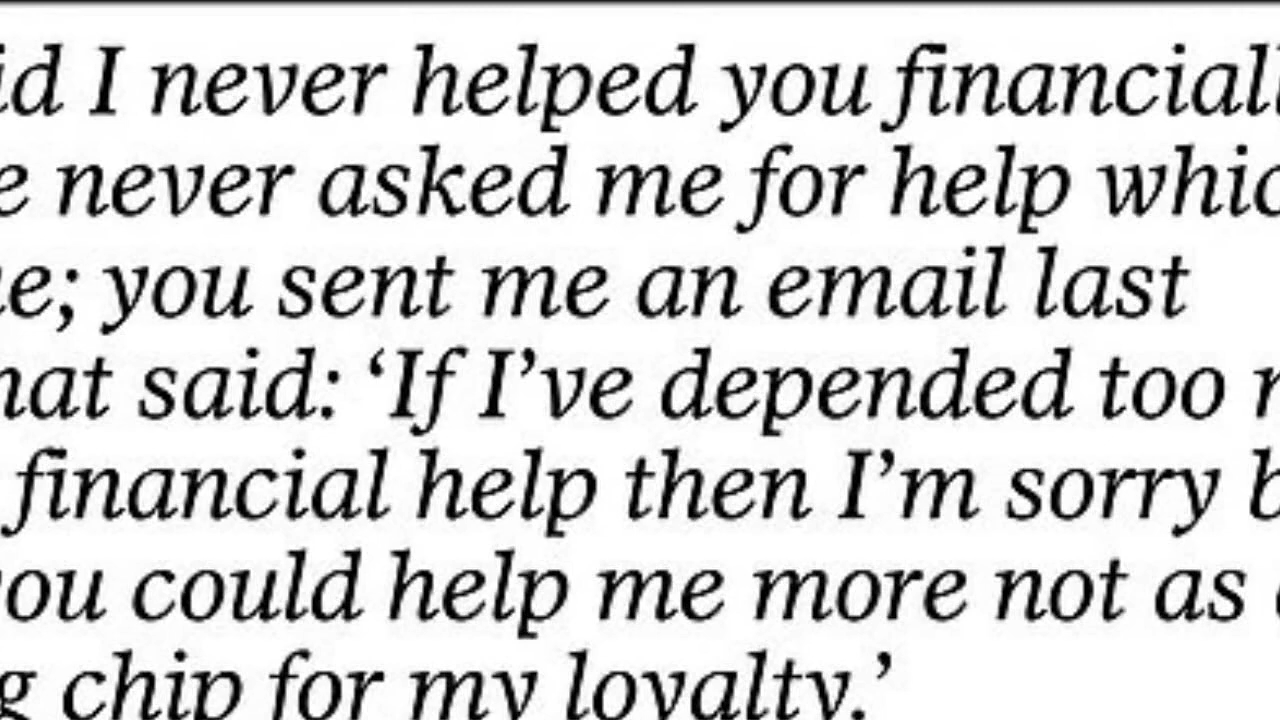 id I never helped you financiall
e never asked me for help whic
e; you sent me an email last
hat said: ‘If I’ve depended too
financial help then I’m sorry b
ou could help me more not as
g chip for my loyalty.’